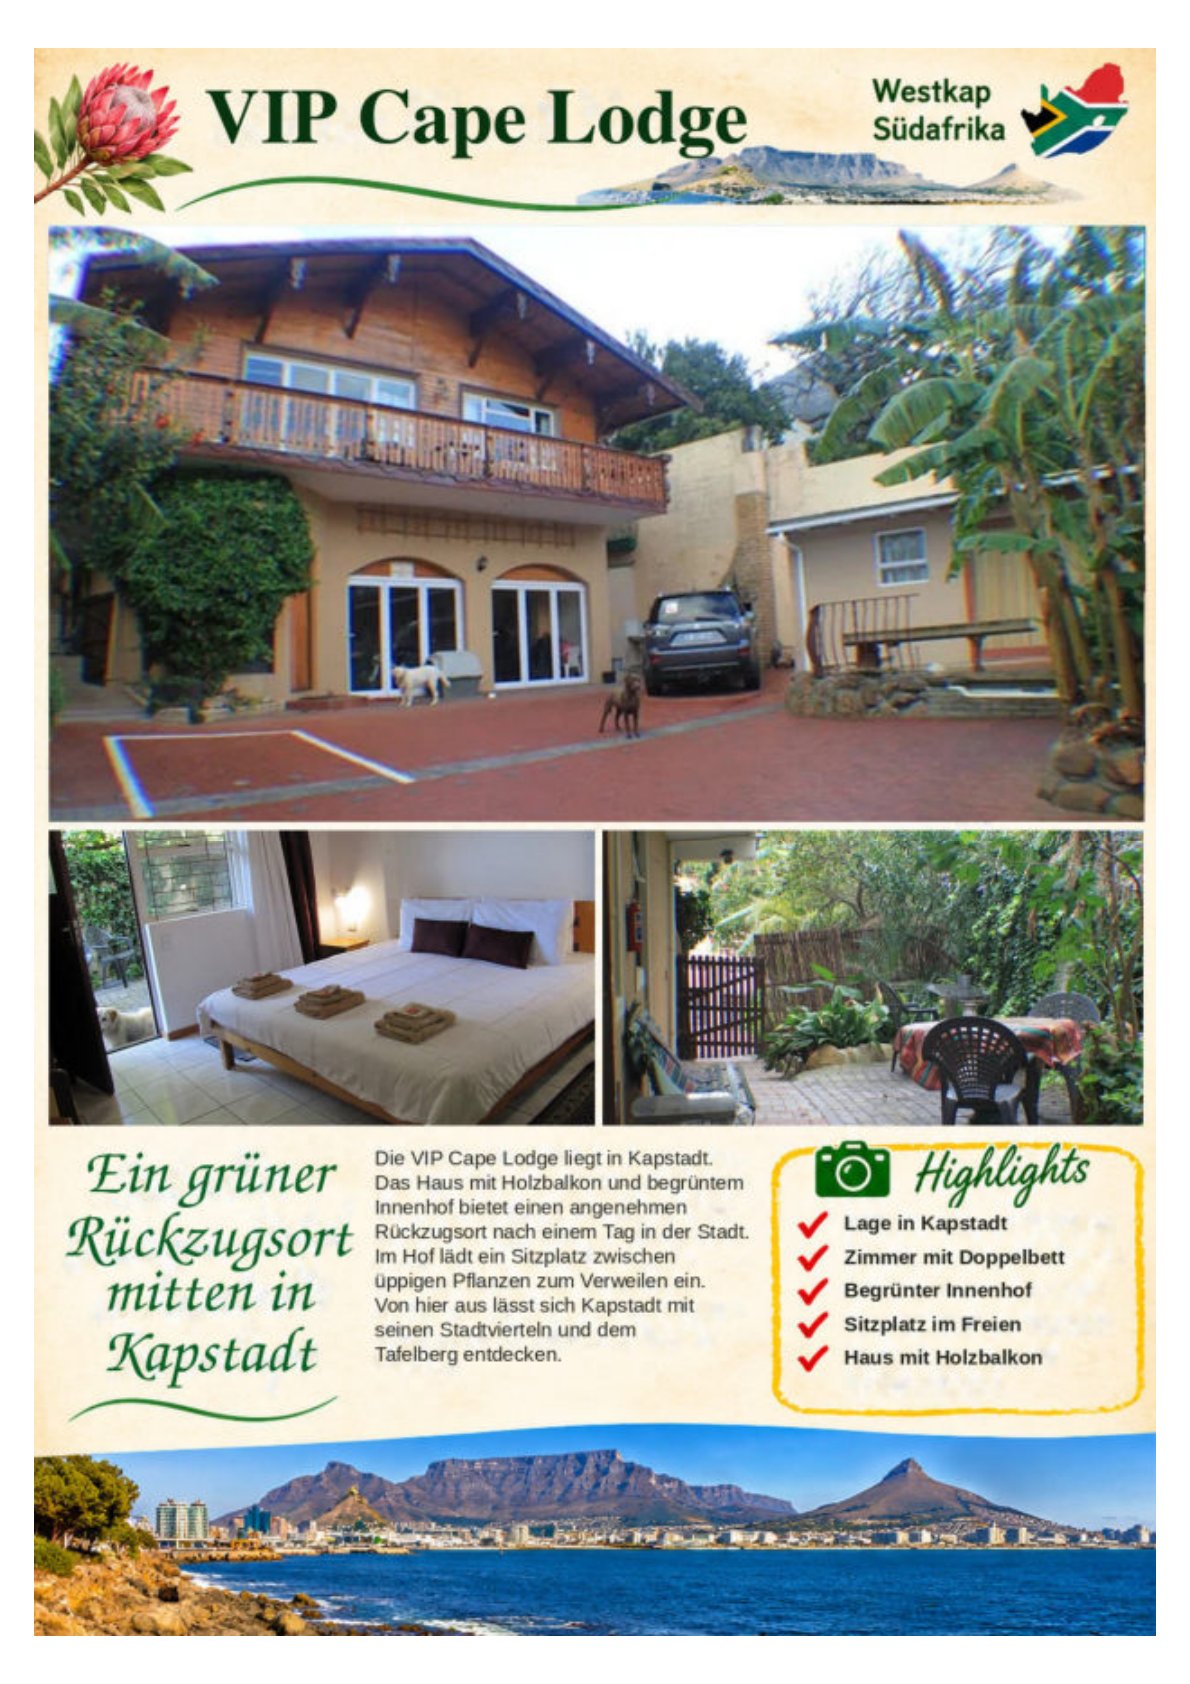 VIP Cape Lodge
Westkap
Südafrika
Ein grüner
Rückzugsort
mitten in
Kapstadt
Die VIP Cape Lodge liegt in Kapstadt.
Das Haus mit Holzbalkon und begrüntem
Innenhof bietet einen angenehmen
Rückzugsort nach einem Tag in der Stadt.
Im Hof lädt ein Sitzplatz zwischen
üppigen Pflanzen zum Verweilen ein.
Von hier aus lässt sich Kapstadt mit
seinen Stadtvierteln und dem
Tafelberg entdecken.
Highlights
Lage in Kapstadt
Zimmer mit Doppelbett
Begrünter Innenhof
Sitzplatz im Freien
Haus mit Holzbalkon